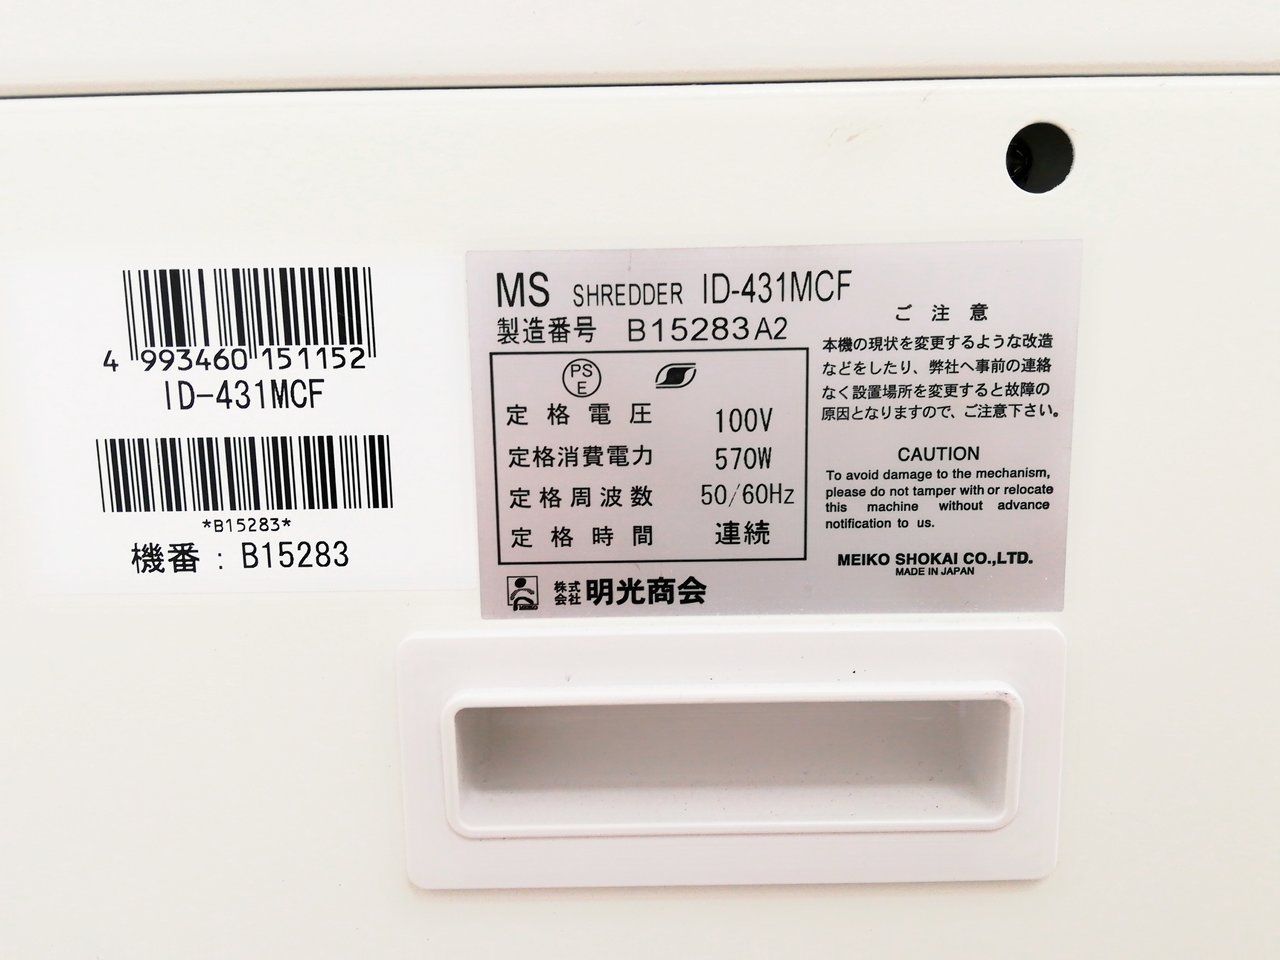 4 993460 151152
ID-431MCF
*B15283*
機番：B15283
MS SHREDDER ID-431MCF
製造番号 B15283A2
PS
E
定格電圧 100V
定格消費電力 570W
定格周波数 50/60Hz
定格時間 連続
MEIKO
株式
会社 明光商会
ご注意
本機の現状を変更するような改造
などをしたり、弊社へ事前の連絡
なく設置場所を変更すると故障の
原因となりますので、ご注意下さい。
CAUTION
To avoid damage to the mechanism,
please do not tamper with or relocate
this machine without advance
notification to us.
MEIKO SHOKAI CO.,LTD.
MADE IN JAPAN